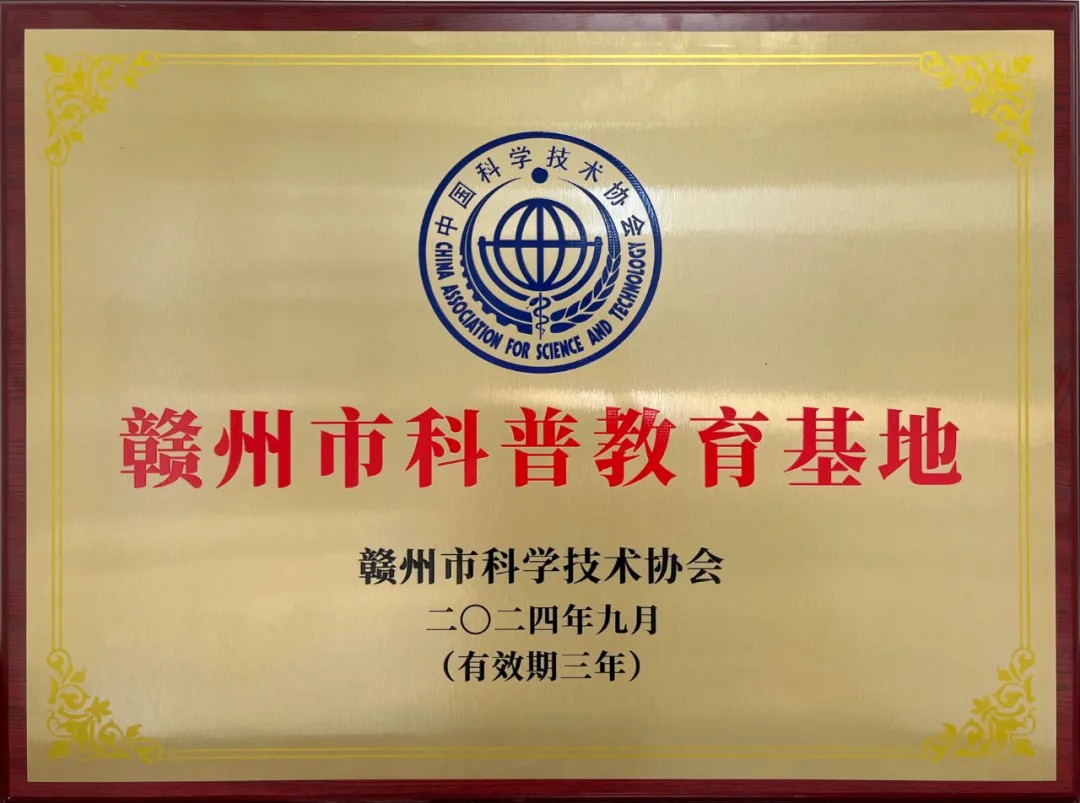 中国科学技术协会
CHINA ASSOCIATION FOR SCIENCE AND TECHNOLOGY
赣州市科普教育基地
赣州市科学技术协会
二〇二四年九月
（有效期三年）